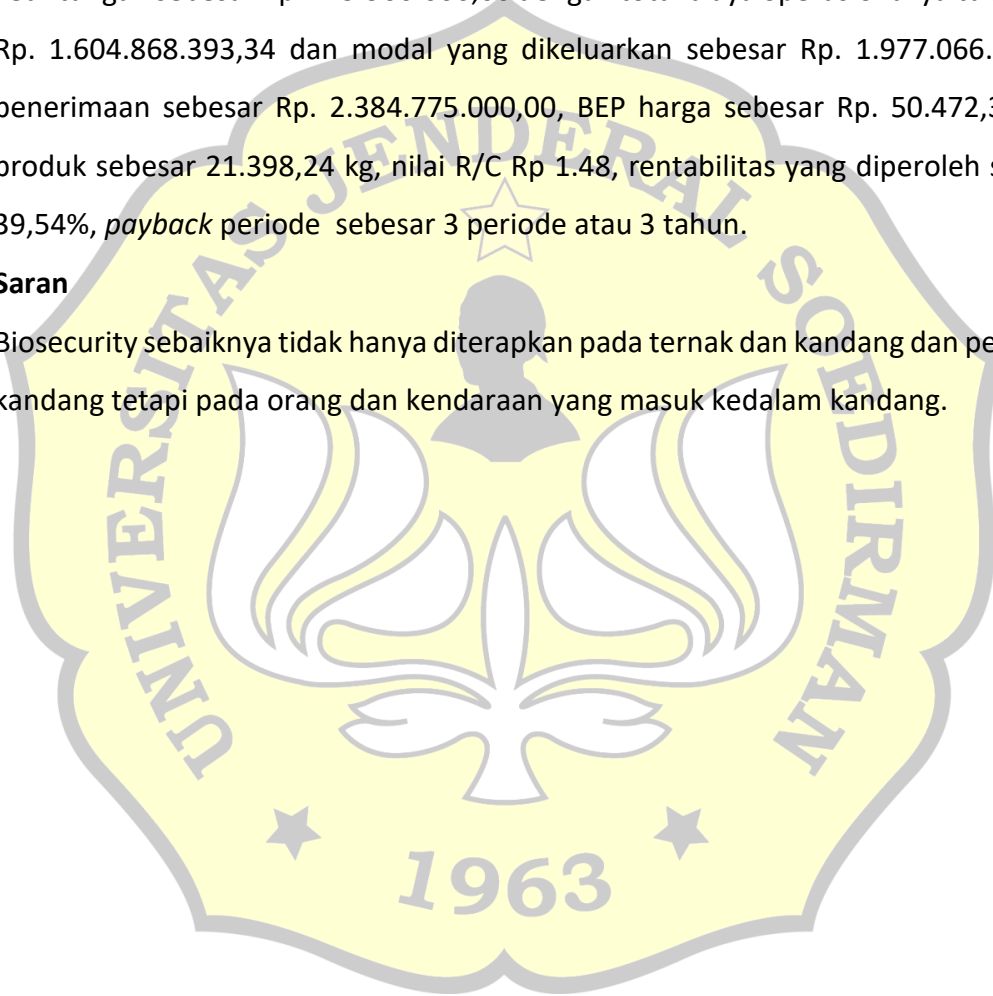 Rp. 1.604.868.393,34 dan modal yang dikeluarkan sebesar Rp. 1.977.066.
penerimaan sebesar Rp. 2.384.775.000,00, BEP harga sebesar Rp. 50.472,3
produk sebesar 21.398,24 kg, nilai R/C Rp 1.48, rentabilitas yang diperoleh s
39,54%, payback periode sebesar 3 periode atau 3 tahun.
Saran
Biosecurity sebaiknya tidak hanya diterapkan pada ternak dan kandang dan pe
kandang tetapi pada orang dan kendaraan yang masuk kedalam kandang.
UNIVERSITAS JENDERAL SOEDIRMAN
1963